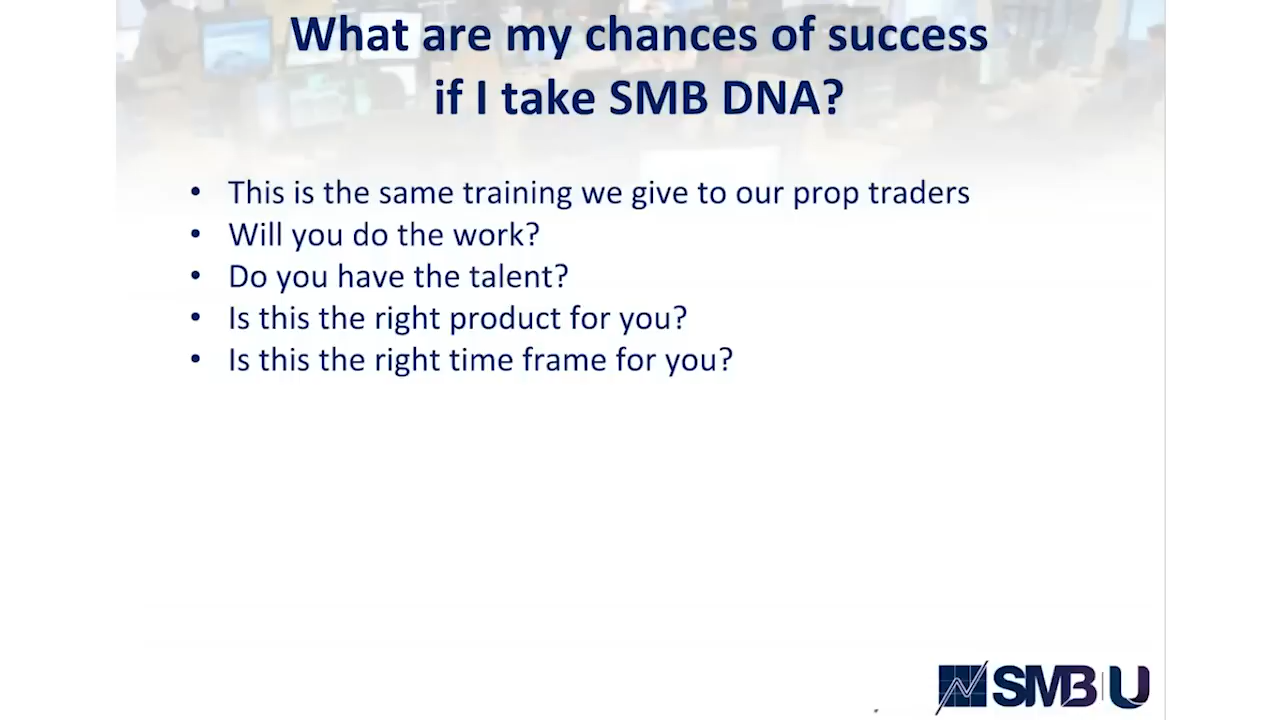 What are my chances of success
if I take SMB DNA?
• This is the same training we give to our prop traders
• Will you do the work?
• Do you have the talent?
• Is this the right product for you?
• Is this the right time frame for you?
SMB U